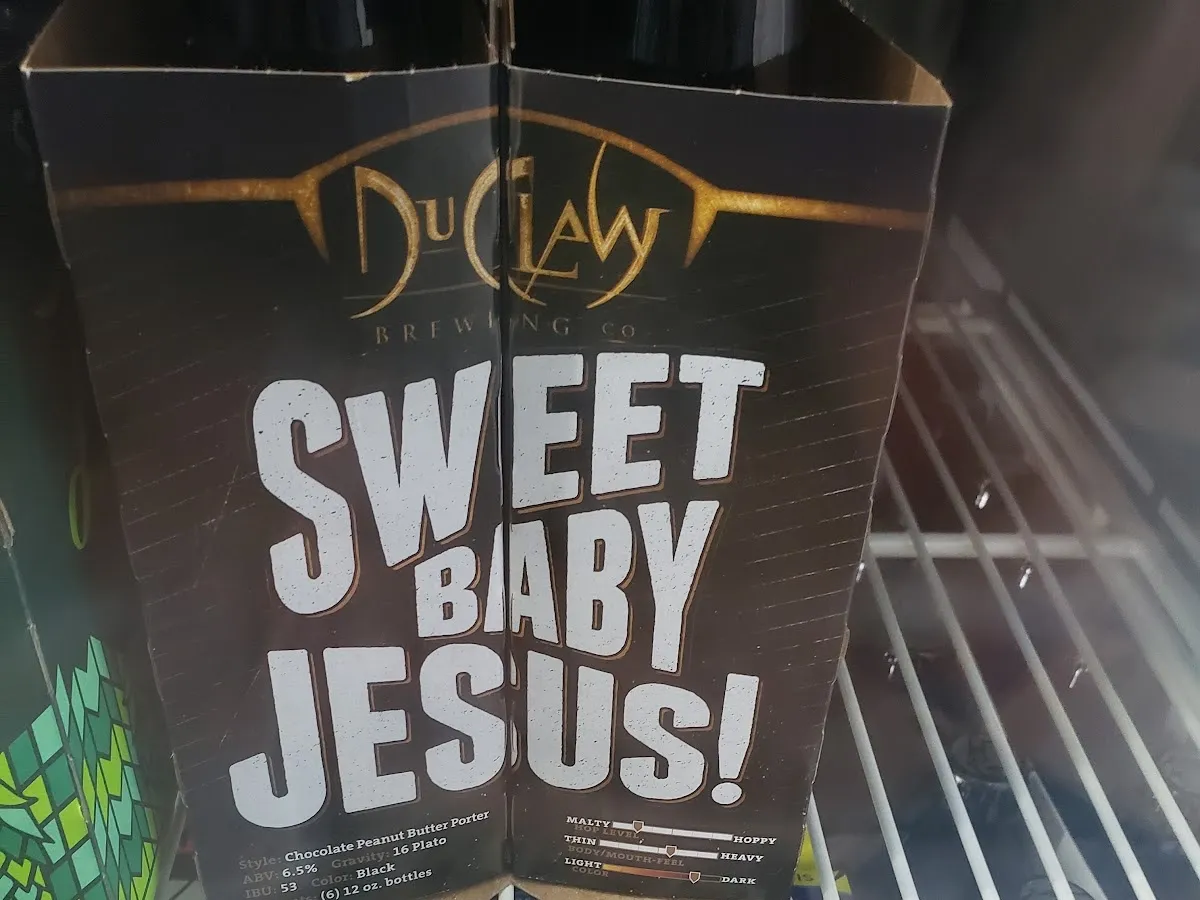 DuClaw
BREWING CO
SWEET
BABY
JESUS!
Style: Chocolate Peanut Butter Porter
ABV: 6.5% Gravity: 16 Plato
IBU: 53 Color: Black
(6) 12 oz. bottles
MALTY HOPPY
HOP LEVEL
THIN HEAVY
BODY/MOUTH-FEEL
LIGHT DARK
COLOR